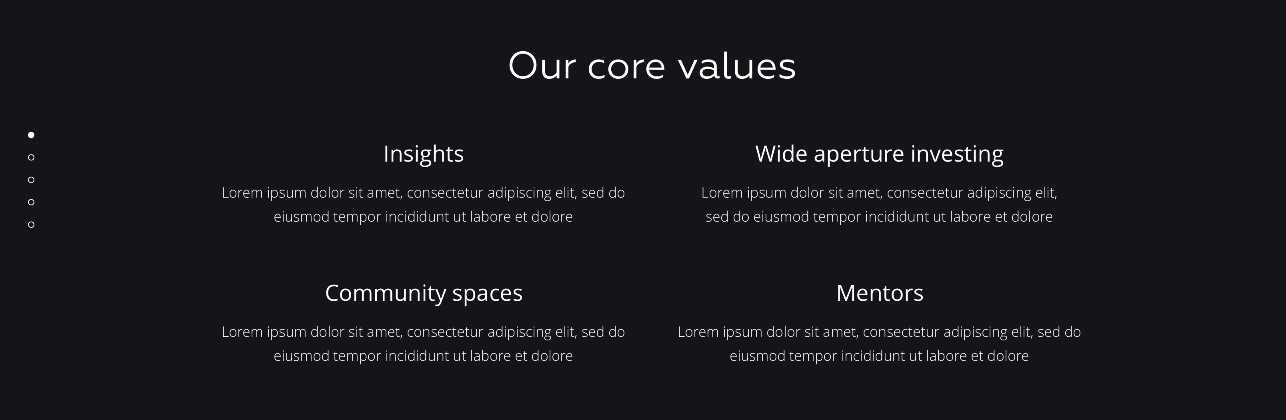 Our core values
Insights
Lorem ipsum dolor sit amet, consectetur adipiscing elit, sed do
eiusmod tempor incididunt ut labore et dolore
Wide aperture investing
Lorem ipsum dolor sit amet, consectetur adipiscing elit,
sed do eiusmod tempor incididunt ut labore et dolore
Community spaces
Lorem ipsum dolor sit amet, consectetur adipiscing elit, sed do
eiusmod tempor incididunt ut labore et dolore
Mentors
Lorem ipsum dolor sit amet, consectetur adipiscing elit, sed do
eiusmod tempor incididunt ut labore et dolore